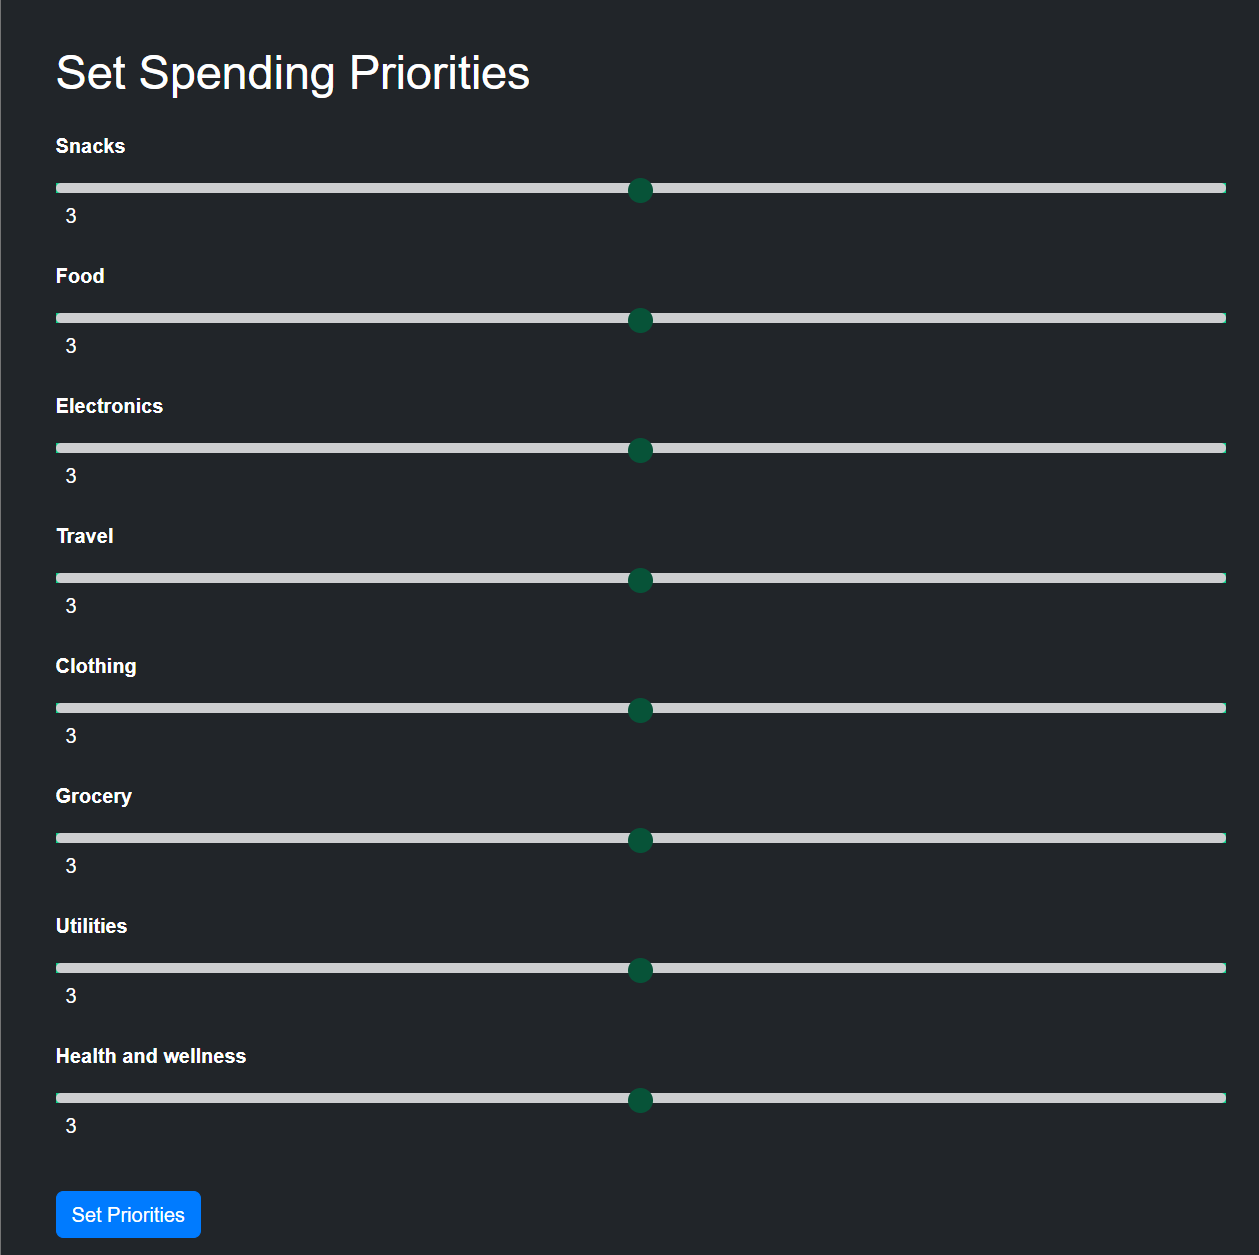 Set Spending Priorities
Snacks
3
Food
3
Electronics
3
Travel
3
Clothing
3
Grocery
3
Utilities
3
Health and wellness
3
Set Priorities